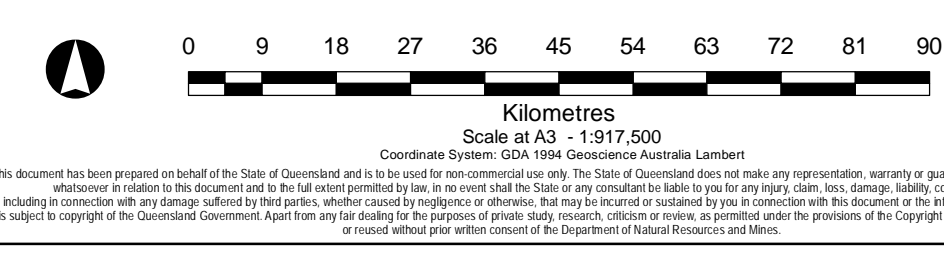 0 9 18 27 36 45 54 63 72 81 90
Kilometres
Scale at A3 - 1:917,500
Coordinate System: GDA 1994 Geoscience Australia Lambert
his document has been prepared on behalf of the State of Queensland and is to be used for non-commercial use only. The State of Queensland does not make any representation, warranty or gua
whatsoever in relation to this document and to the full extent permitted by law, in no event shall the State or any consultant be liable to you for any injury, claim, loss, damage, liability, co
including in connection with any damage suffered by third parties, whether caused by negligence or otherwise, that may be incurred or sustained by you in connection with this document or the inf
is subject to copyright of the Queensland Government. Apart from any fair dealing for the purposes of private study, research, criticism or review, as permitted under the provisions of the Copyright
or reused without prior written consent of the Department of Natural Resources and Mines.